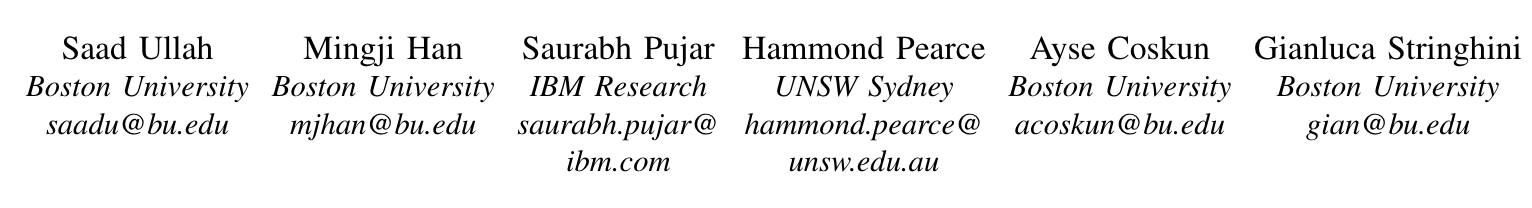 Saad Ullah
Boston University
saadu@bu.edu
Mingji Han
Boston University
mjhan@bu.edu
Saurabh Pujar
IBM Research
saurabh.pujar@
ibm.com
Hammond Pearce
UNSW Sydney
hammond.pearce@
unsw.edu.au
Ayse Coskun
Boston University
acoskun@bu.edu
Gianluca Stringhini
Boston University
gian@bu.edu